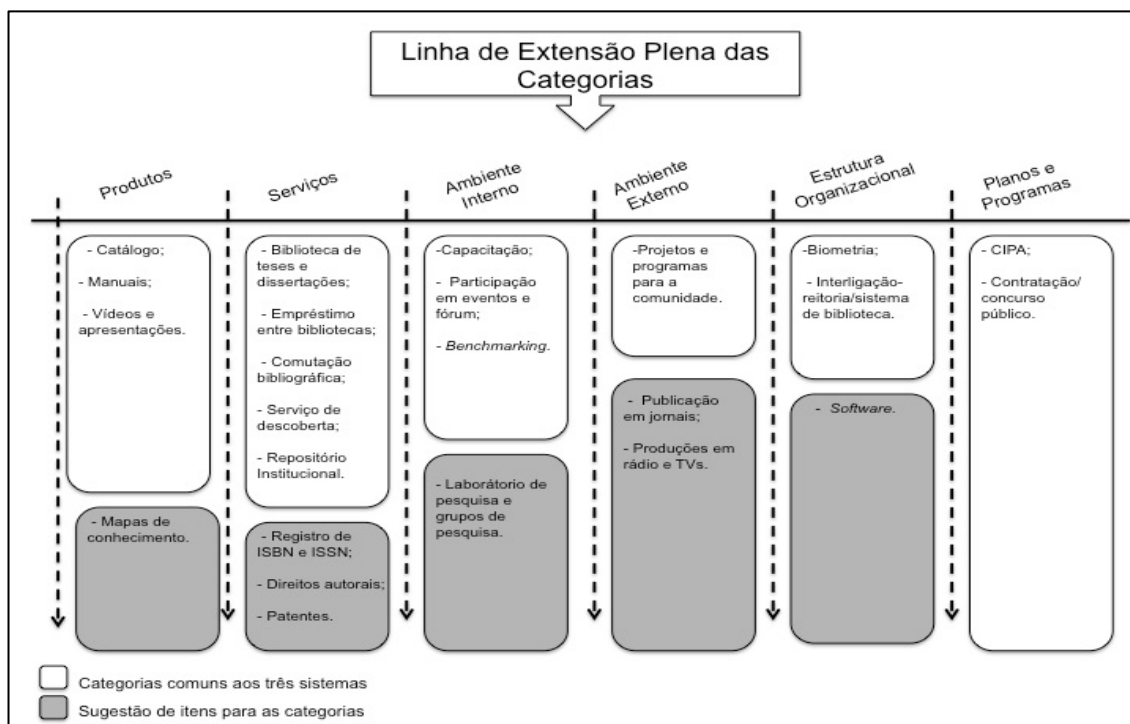 Linha de Extensão Plena das
Categorias
Produtos
Serviços
Ambiente
Interno
Ambiente
Externo
Estrutura
Organizacional
Planos e
Programas
- Catálogo;
- Manuais;
- Vídeos e
apresentações.
- Mapas de
conhecimento.
- Biblioteca de
teses e
dissertações;
- Empréstimo
entre bibliotecas;
- Comutação
bibliográfica;
- Serviço de
descoberta;
- Repositório
Institucional.
- Registro de
ISBN e ISSN;
- Direitos autorais;
- Patentes.
-Capacitação;
- Participação
em eventos e
fórum;
- Benchmarking.
- Laborátorio de
pesquisa e
grupos de
pesquisa.
-Projetos e
programas
para a
comunidade.
- Publicação
em jornais;
- Produções em
rádio e TVs.
-Biometria;
- Interligação-
reitoria/sistema
de biblioteca.
- Software.
- CIPA;
- Contratação/
concurso
público.
Categorias comuns aos três sistemas
Sugestão de itens para as categorias